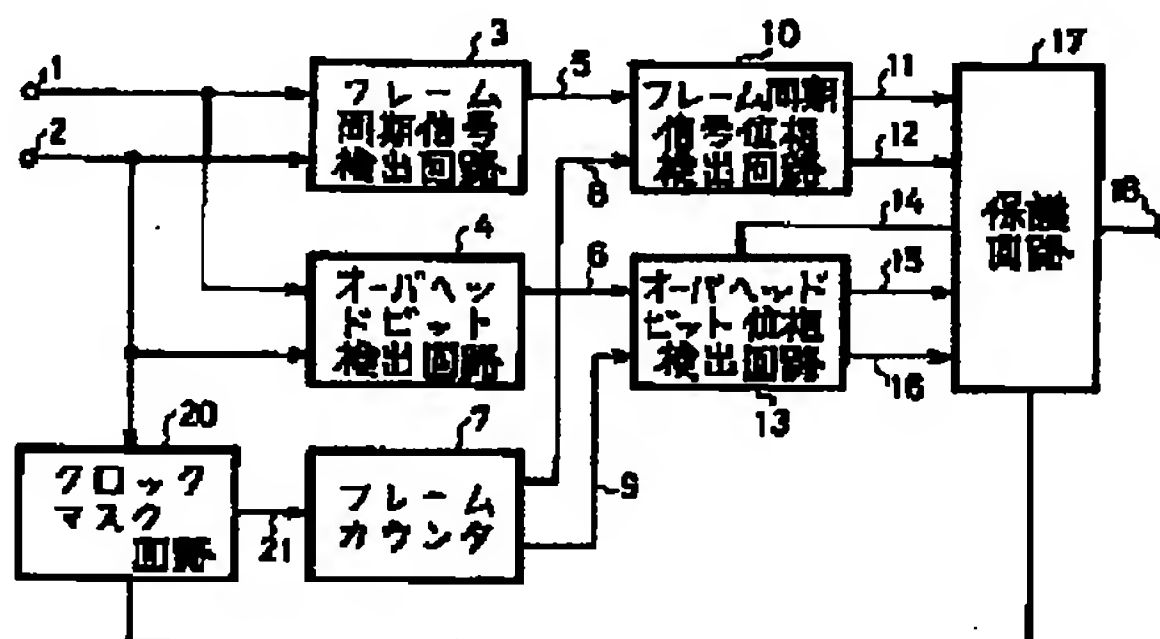 1
2
3
フレーム
同期信号
検出回路
5
10
フレーム同期
信号位相
検出回路
8
11
12
17
保護
回路
18
4
オーバヘッ
ドビット
検出回路
6
14
オーバヘッド
ビット位相
検出回路
13
15
16
20
クロック
マスク
回路
21
7
フレーム
カウンタ
9